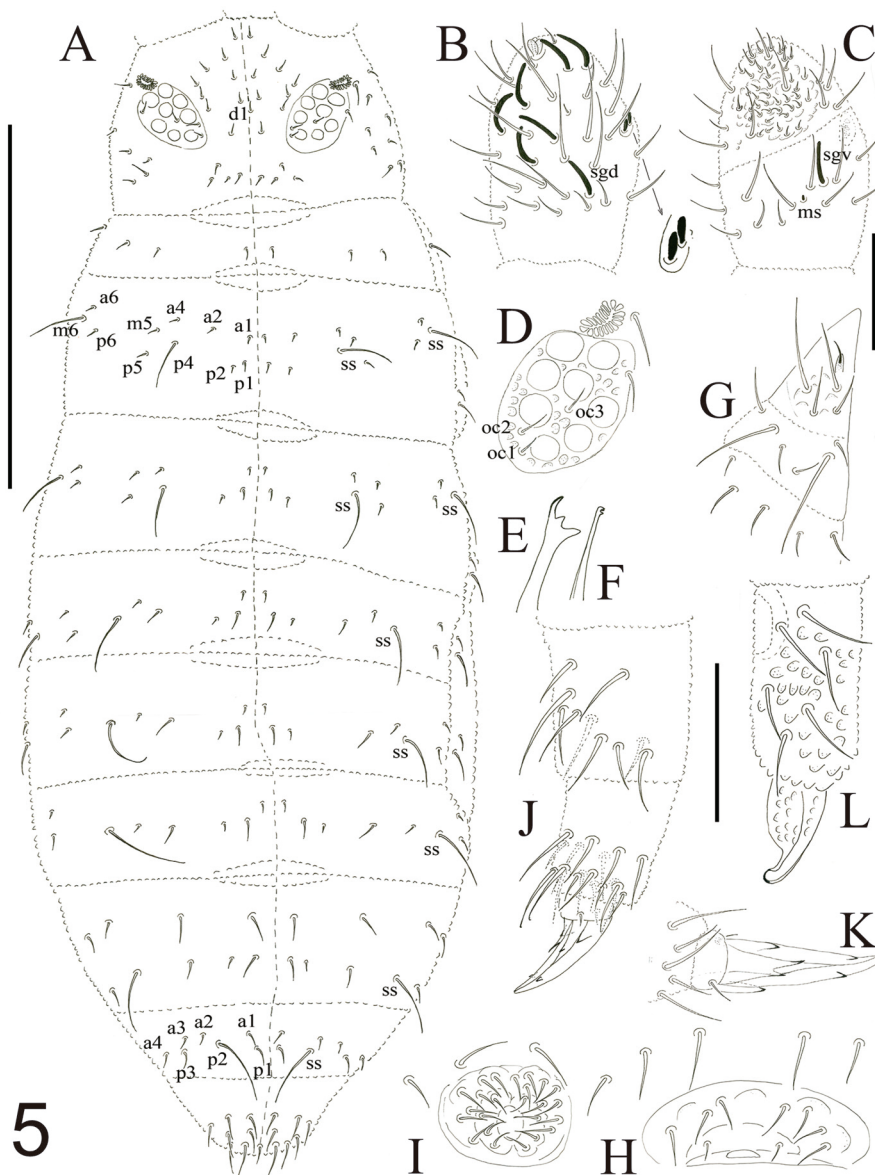 A
B
C
d1
sgd
sgv
ms
a6 a4 a2 a1
m6 m5
p6 p5 p4 p2 p1
ss ss
D
oc3
oc2
oc1
G
ss ss
E
F
ss
J
L
ss
ss
K
ss
a4 a3 a2 a1
p3 p2 p1 ss
5
I
H